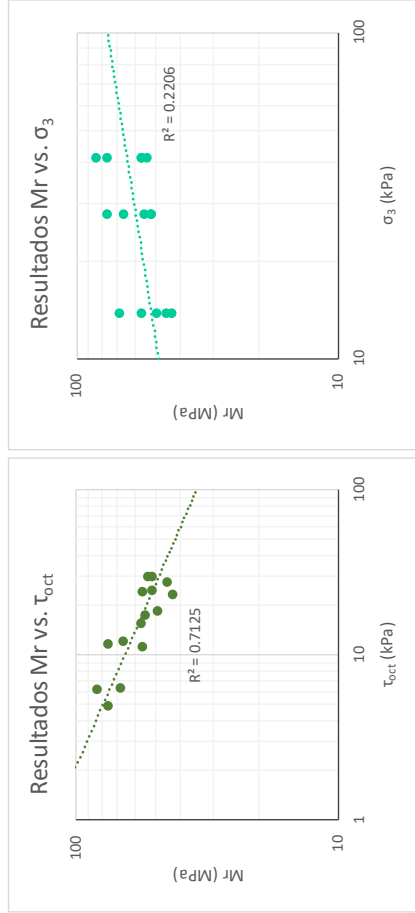 Resultados Mr vs. τoct
100
Mr (MPa)
10
R² = 0.7125
1
10
100
τoct (kPa)
Resultados Mr vs. σ3
100
Mr (MPa)
10
R² = 0.2206
10
100
σ3 (kPa)